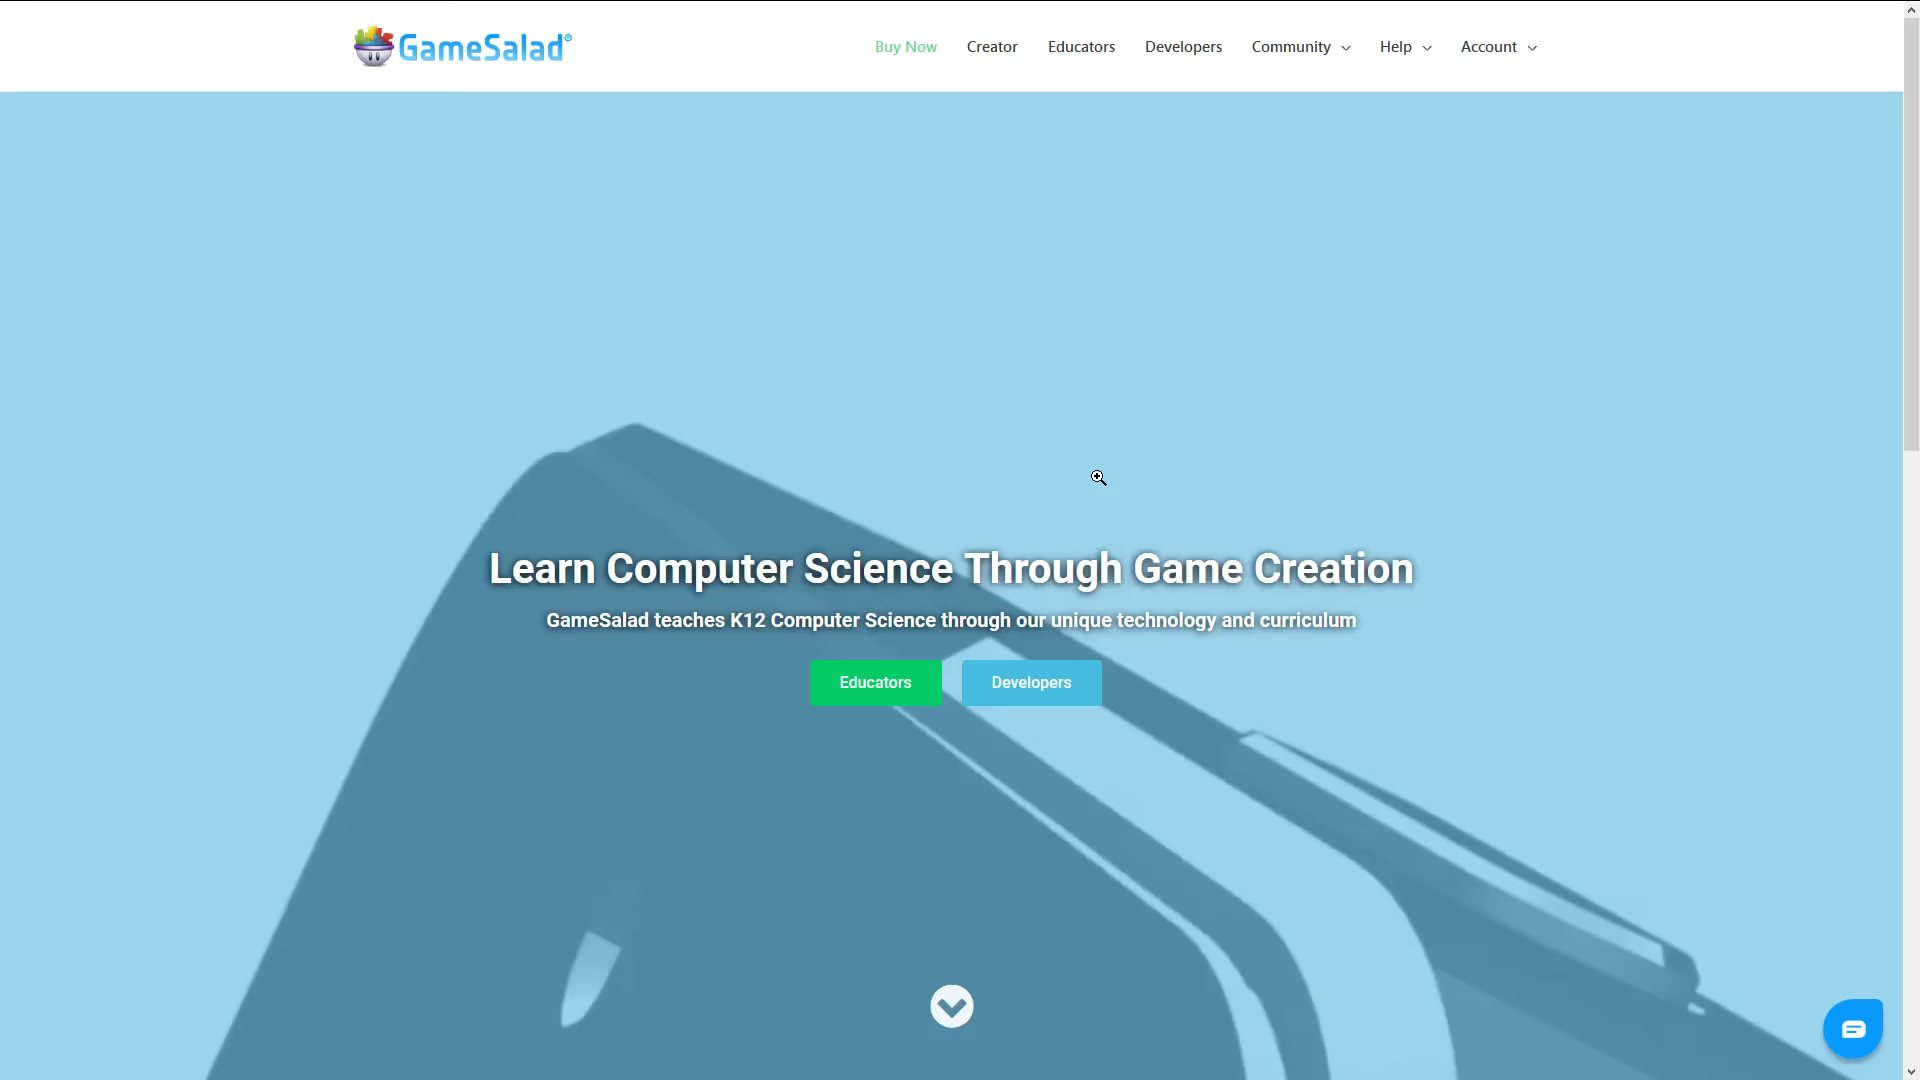 GameSalad®
Buy Now Creator Educators Developers Community Help Account
Learn Computer Science Through Game Creation
GameSalad teaches K12 Computer Science through our unique technology and curriculum
Educators Developers